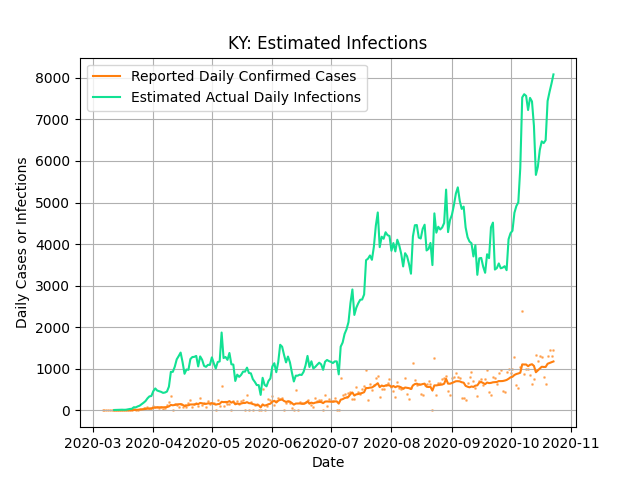 KY: Estimated Infections
Reported Daily Confirmed Cases
Estimated Actual Daily Infections
8000
7000
6000
5000
4000
3000
2000
1000
0
Daily Cases or Infections
2020-03 2020-04 2020-05 2020-06 2020-07 2020-08 2020-09 2020-10 2020-11
Date